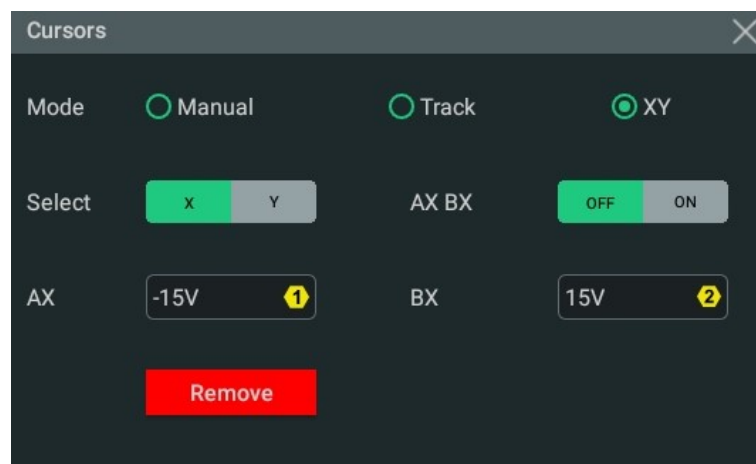 Cursors
Mode Manual Track XY
Select X Y AX BX OFF ON
AX -15V 1 BX 15V 2
Remove